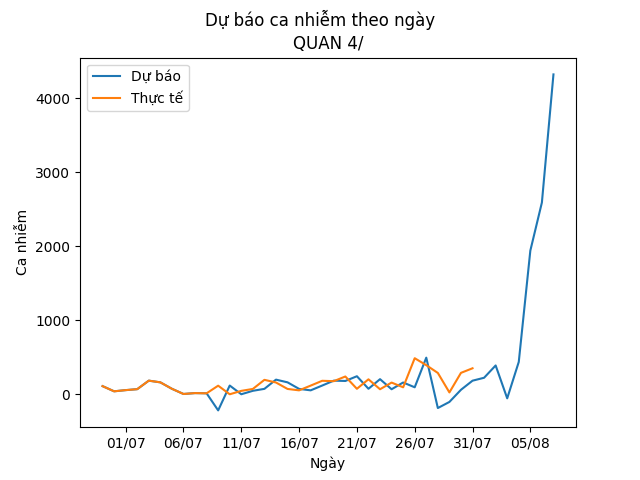 Dự báo ca nhiễm theo ngày
QUAN 4/
Dự báo
Thực tế
4000
3000
2000
1000
0
Ca nhiễm
01/07 06/07 11/07 16/07 21/07 26/07 31/07 05/08
Ngày